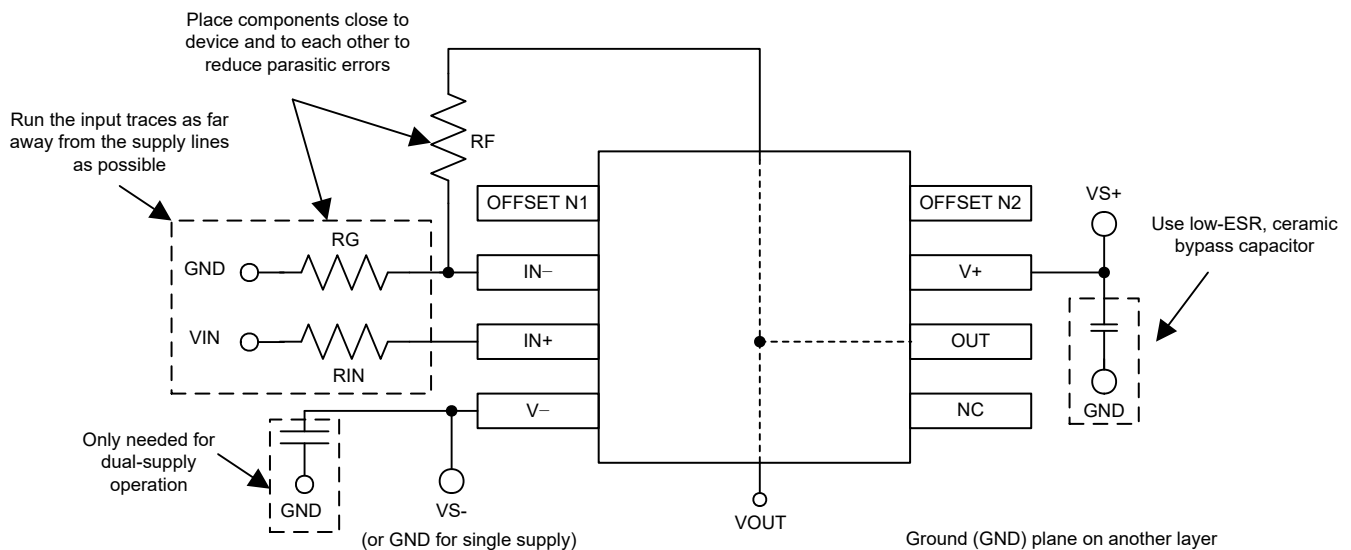 Place components close to
device and to each other to
reduce parasitic errors
Run the input traces as far
away from the supply lines
as possible
RF
OFFSET N1
OFFSET N2
VS+
Use low-ESR, ceramic
bypass capacitor
RG
GND
IN−
V+
VIN
IN+
OUT
RIN
V−
NC
GND
Only needed for
dual-supply
operation
GND
VS-
(or GND for single supply)
VOUT
Ground (GND) plane on another layer